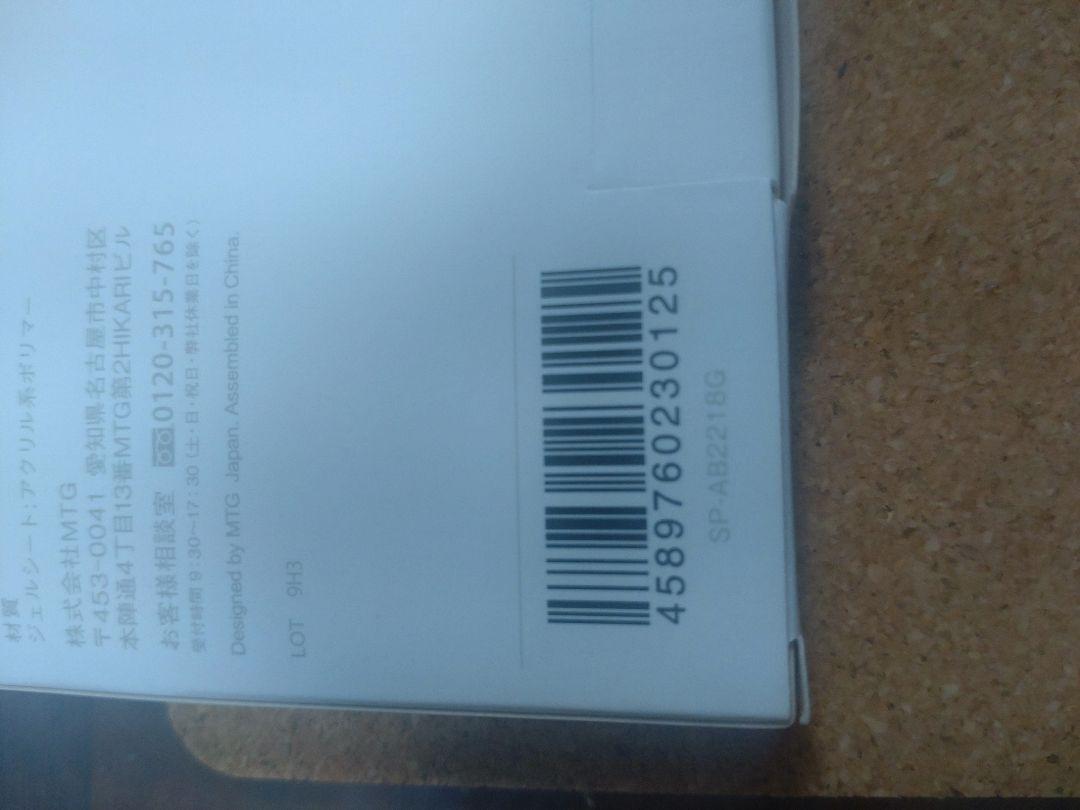 材質
ジェルシート:アクリル系ポリマー
株式会社MTG
〒453-0041 愛知県名古屋市中村区
本陣通4丁目13番MTG第2HIKARIビル
お客様相談室 0120-315-765
受付時間 9:30〜17:30(土・日・祝日・弊社休業日を除く)
Designed by MTG Japan. Assembled in China.
LOT 9H3
4589760230125
SP-AB2218G